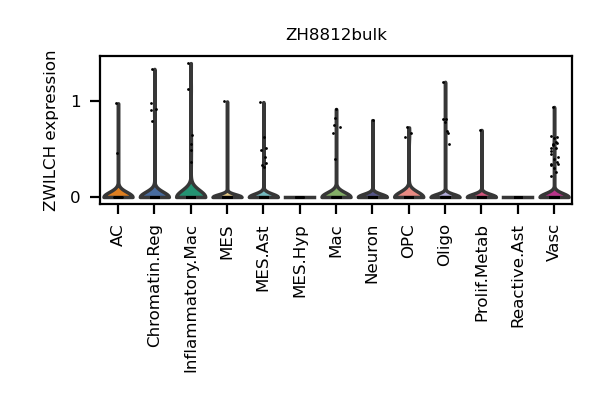 ZH8812bulk
ZWILCH expression
1
0
AC
Chromatin.Reg
Inflammatory.Mac
MES
MES.Ast
MES.Hyp
Mac
Neuron
OPC
Oligo
Prolif.Metab
Reactive.Ast
Vasc